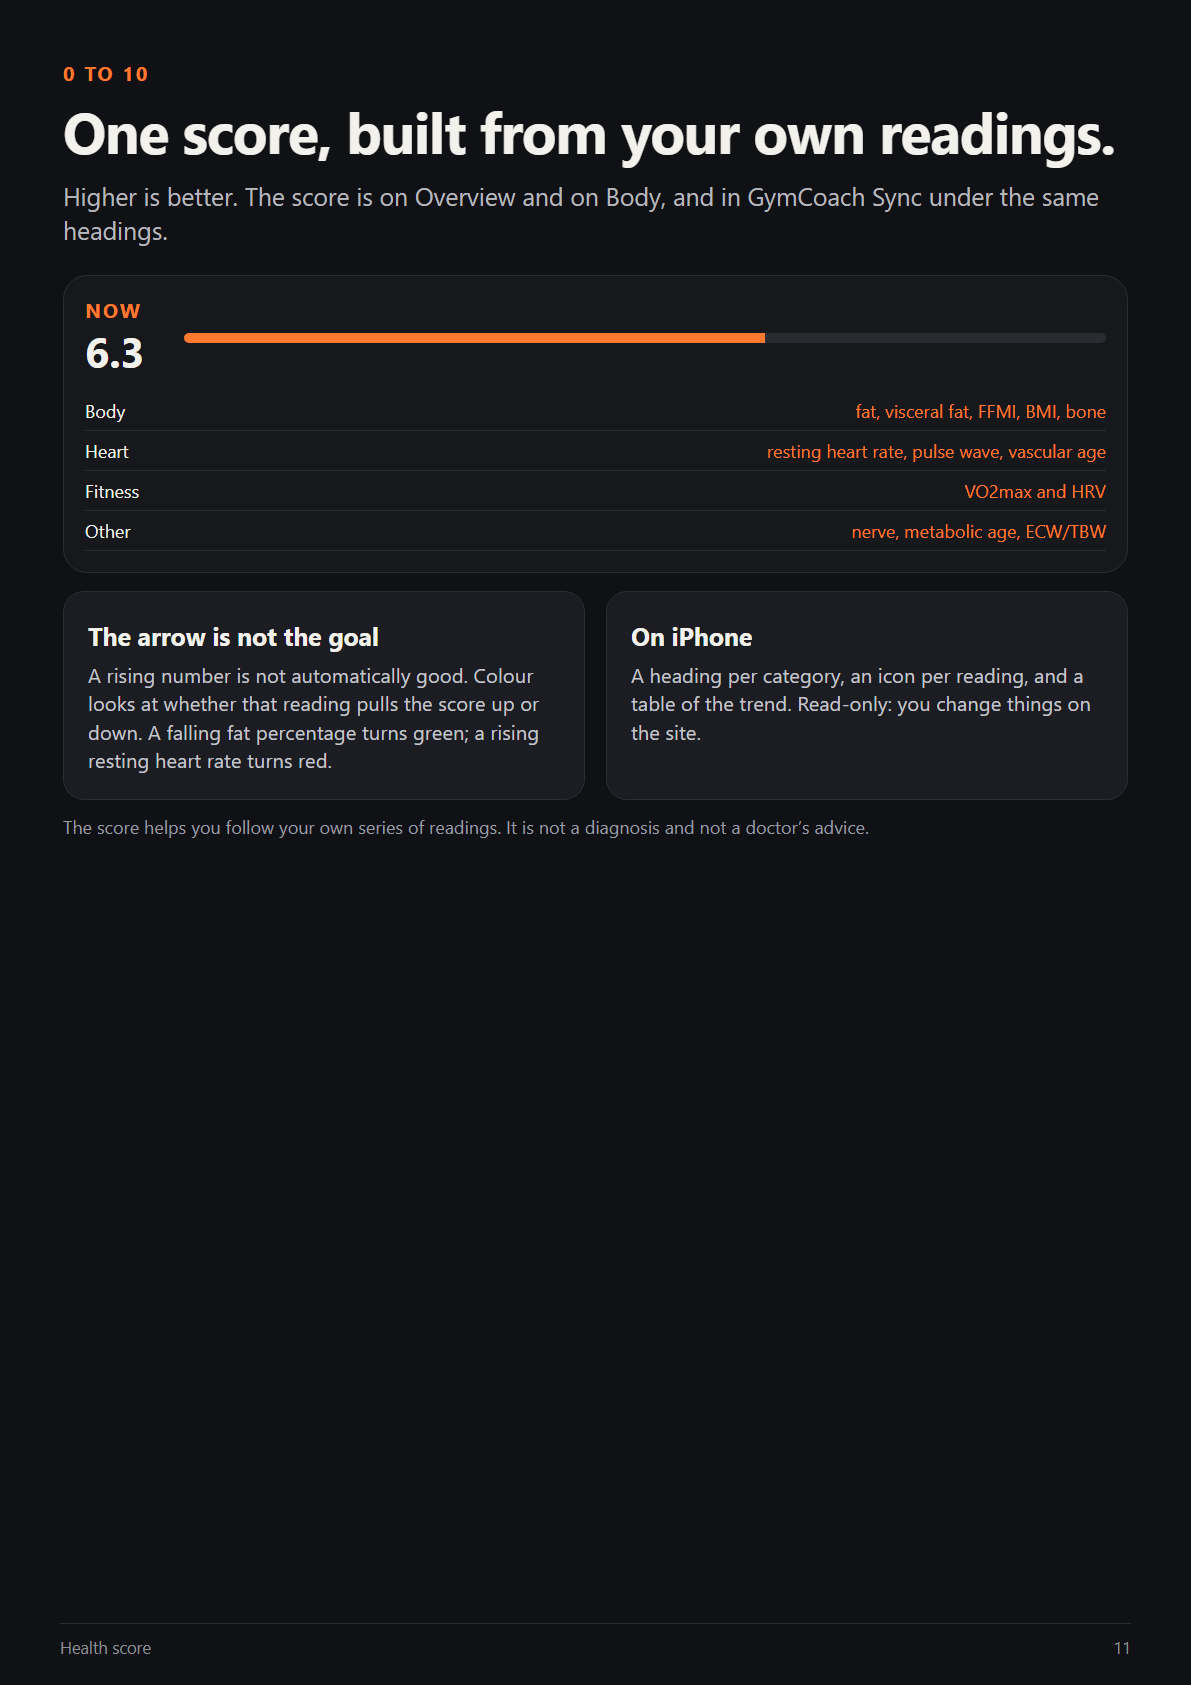 0 TO 10
One score, built from your own readings.
Higher is better. The score is on Overview and on Body, and in GymCoach Sync under the same
headings.
NOW
6.3
Body fat, visceral fat, FFMI, BMI, bone
Heart resting heart rate, pulse wave, vascular age
Fitness VO2max and HRV
Other nerve, metabolic age, ECW/TBW
The arrow is not the goal
A rising number is not automatically good. Colour
looks at whether that reading pulls the score up or
down. A falling fat percentage turns green; a rising
resting heart rate turns red.
On iPhone
A heading per category, an icon per reading, and a
table of the trend. Read-only: you change things on
the site.
The score helps you follow your own series of readings. It is not a diagnosis and not a doctor’s advice.
Health score 11